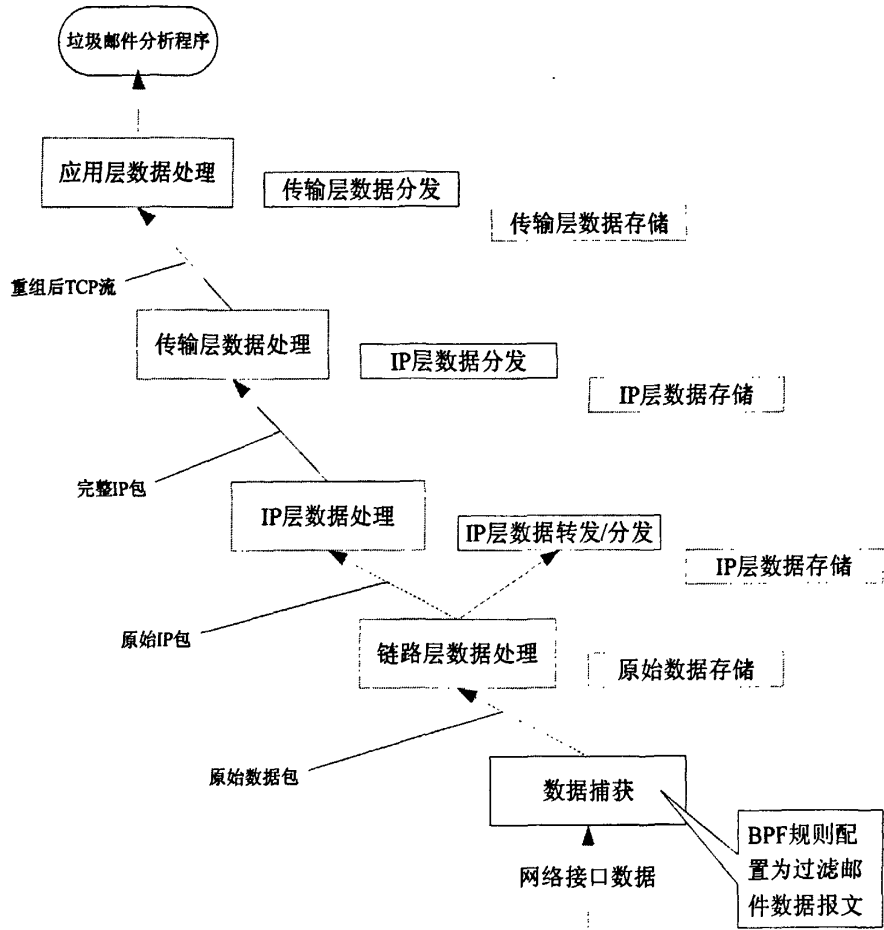 垃圾邮件分析程序
应用层数据处理
传输层数据分发
传输层数据存储
重组后TCP流
传输层数据处理
IP层数据分发
IP层数据存储
完整IP包
IP层数据处理
IP层数据转发/分发
IP层数据存储
原始IP包
链路层数据处理
原始数据存储
原始数据包
数据捕获
BPF规则配
置为过滤邮
件数据报文
网络接口数据